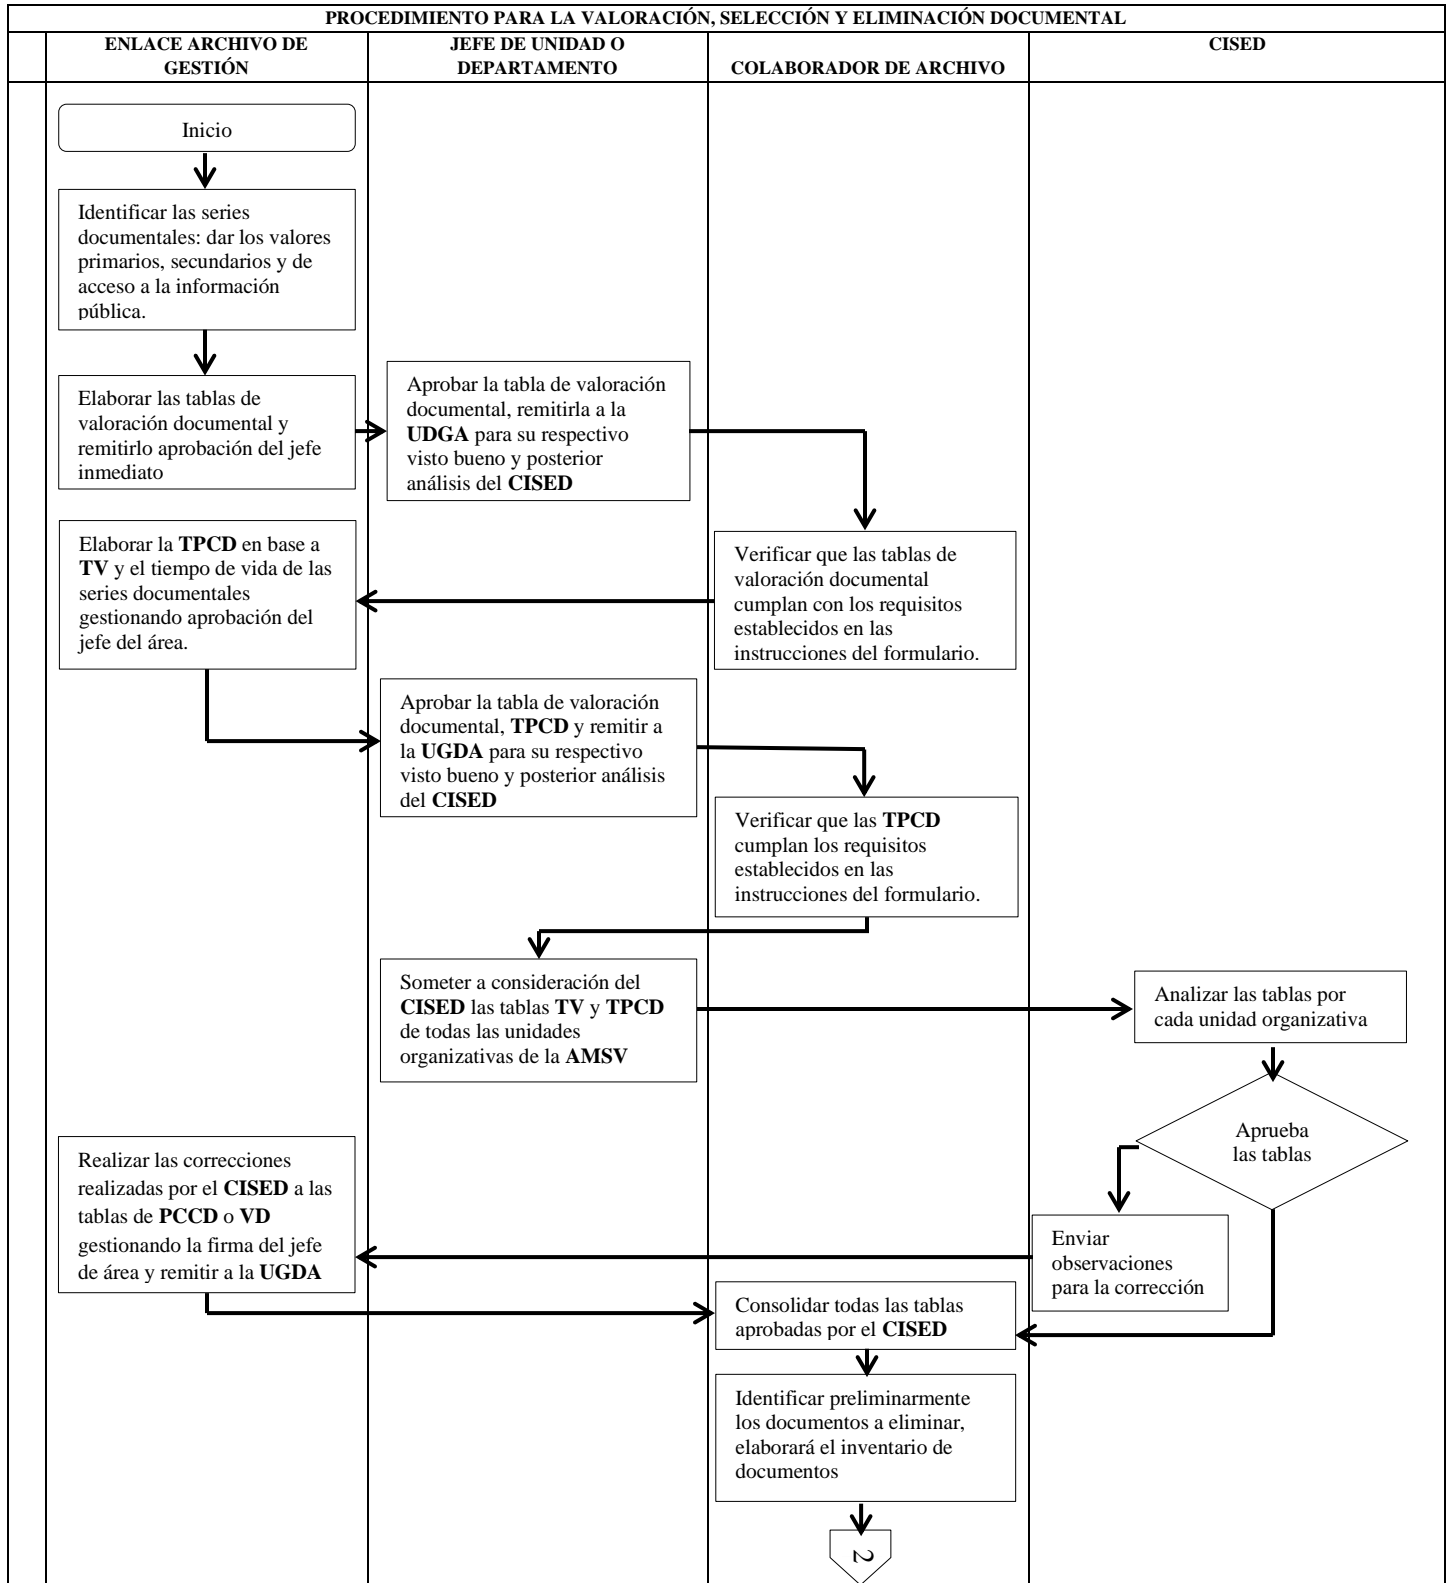 PROCEDIMIENTO PARA LA VALORACIÓN, SELECCIÓN Y ELIMINACIÓN DOCUMENTAL
ENLACE ARCHIVO DE
GESTIÓN
JEFE DE UNIDAD O
DEPARTAMENTO
COLABORADOR DE ARCHIVO
CISED
Inicio
Identificar las series
documentales: dar los valores
primarios, secundarios y de
acceso a la información
pública.
Elaborar las tablas de
valoración documental y
remitirlo aprobación del jefe
inmediato
Aprobar la tabla de valoración
documental, remitirla a la
UDGA para su respectivo
visto bueno y posterior
análisis del CISED
Verificar que las tablas de
valoración documental
cumplan con los requisitos
establecidos en las
instrucciones del formulario.
Elaborar la TPCD en base a
TV y el tiempo de vida de las
series documentales
gestionando aprobación del
jefe del área.
Aprobar la tabla de valoración
documental, TPCD y remitir a
la UGDA para su respectivo
visto bueno y posterior análisis
del CISED
Verificar que las TPCD
cumplan los requisitos
establecidos en las
instrucciones del formulario.
Someter a consideración del
CISED las tablas TV y TPCD
de todas las unidades
organizativas de la AMSV
Analizar las tablas por
cada unidad organizativa
Aprueba
las tablas
Enviar
observaciones
para la corrección
Realizar las correcciones
realizadas por el CISED a las
tablas de PCCD o VD
gestionando la firma del jefe
de área y remitir a la UGDA
Consolidar todas las tablas
aprobadas por el CISED
Identificar preliminarmente
los documentos a eliminar,
elaborará el inventario de
documentos
2